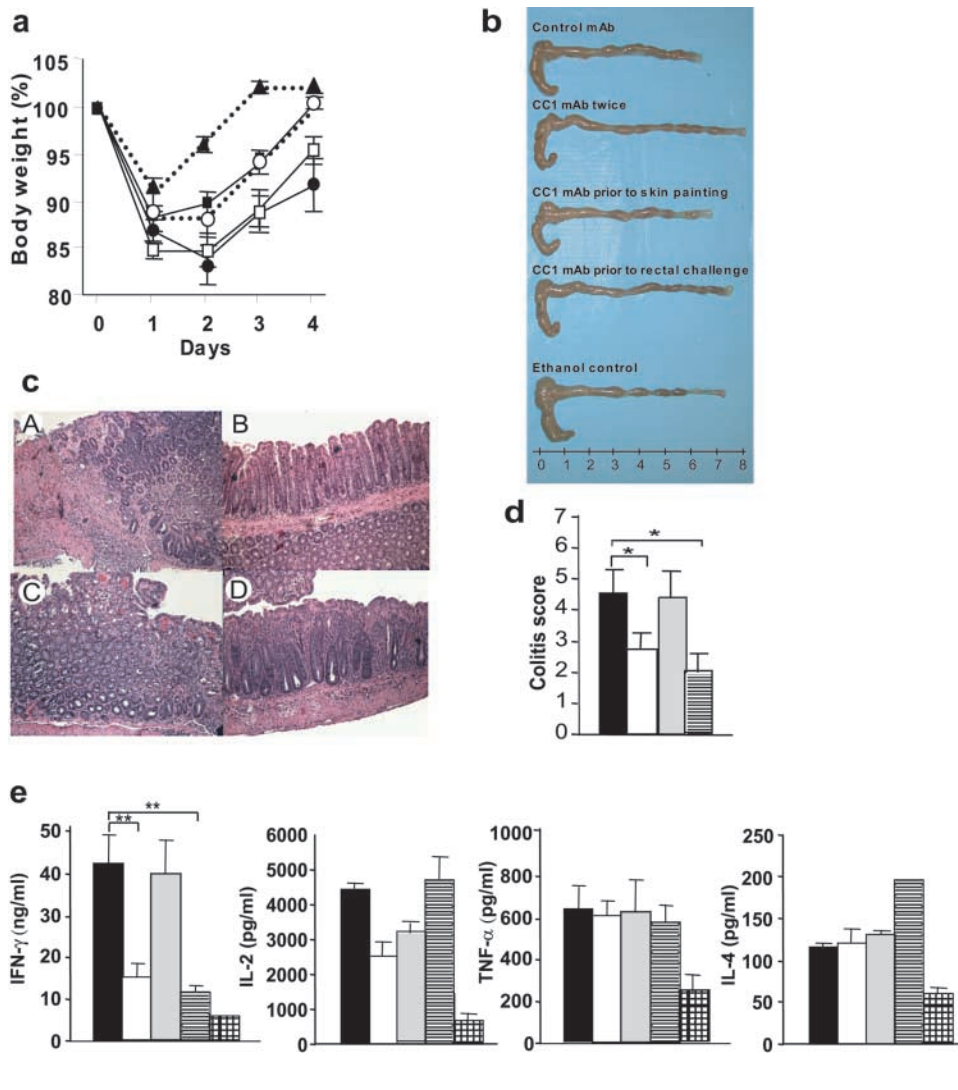 a
105
100
95
90
85
80
Body weight (%)
0 1 2 3 4
Days
b
Control mAb
CC1 mAb twice
CC1 mAb prior to skin painting
CC1 mAb prior to rectal challenge
Ethanol control
0 1 2 3 4 5 6 7 8
c
A
B
C
D
d
7
6
5
4
3
2
1
0
Colitis score
*
*
e
50
40
30
20
10
0
IFN-γ (ng/ml)
**
**
6000
5000
4000
3000
2000
1000
0
IL-2 (pg/ml)
1000
800
600
400
200
0
TNF-α (pg/ml)
250
200
150
100
50
0
IL-4 (pg/ml)